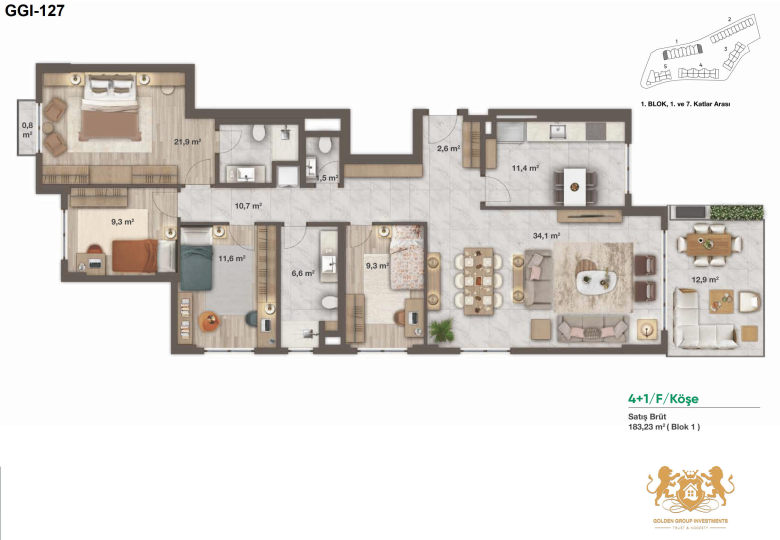 GGI-127
1
2
3
4
5
1. BLOK, 1. ve 7. Katlar Arası
0,8
m²
21,9 m²
1,5 m²
2,6 m²
11,4 m²
9,3 m²
10,7 m²
11,6 m²
6,6 m²
9,3 m²
34,1 m²
12,9 m²
4+1/F/Köşe
Satış Brüt
183,23 m² ( Blok 1 )
GOLDEN GROUP INVESTMENTS
TRUST & HONESTY